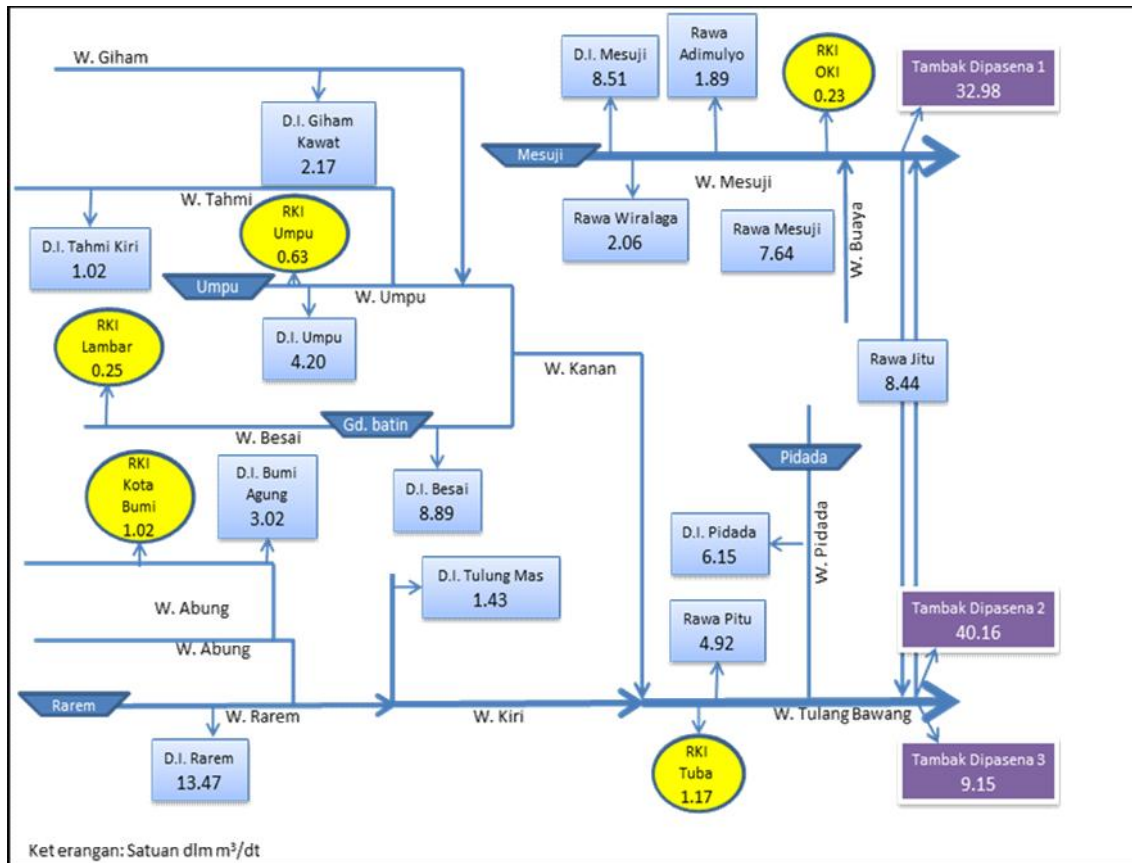 W. Giham
D.I. Mesuji
8.51
Rawa
Adimulyo
1.89
RKI
OKI
0.23
Tambak Dipasena 1
32.98
D.I. Giham
Kawat
2.17
Mesuji
W. Mesuji
W. Tahmi
RKI
Umpu
0.63
Rawa Wiralaga
2.06
Rawa Mesuji
7.64
W. Buaya
D.I. Tahmi Kiri
1.02
Umpu
W. Umpu
RKI
Lambar
0.25
D.I. Umpu
4.20
W. Kanan
Rawa Jitu
8.44
Gd. batin
W. Besai
Pidada
RKI
Kota
Bumi
1.02
D.I. Bumi
Agung
3.02
D.I. Besai
8.89
D.I. Pidada
6.15
W. Pidada
D.I. Tulung Mas
1.43
W. Abung
W. Abung
Rawa Pitu
4.92
Tambak Dipasena 2
40.16
Rarem
W. Rarem
W. Kiri
W. Tulang Bawang
D.I. Rarem
13.47
RKI
Tuba
1.17
Tambak Dipasena 3
9.15
Ket erangan: Satuan dlm m³/dt